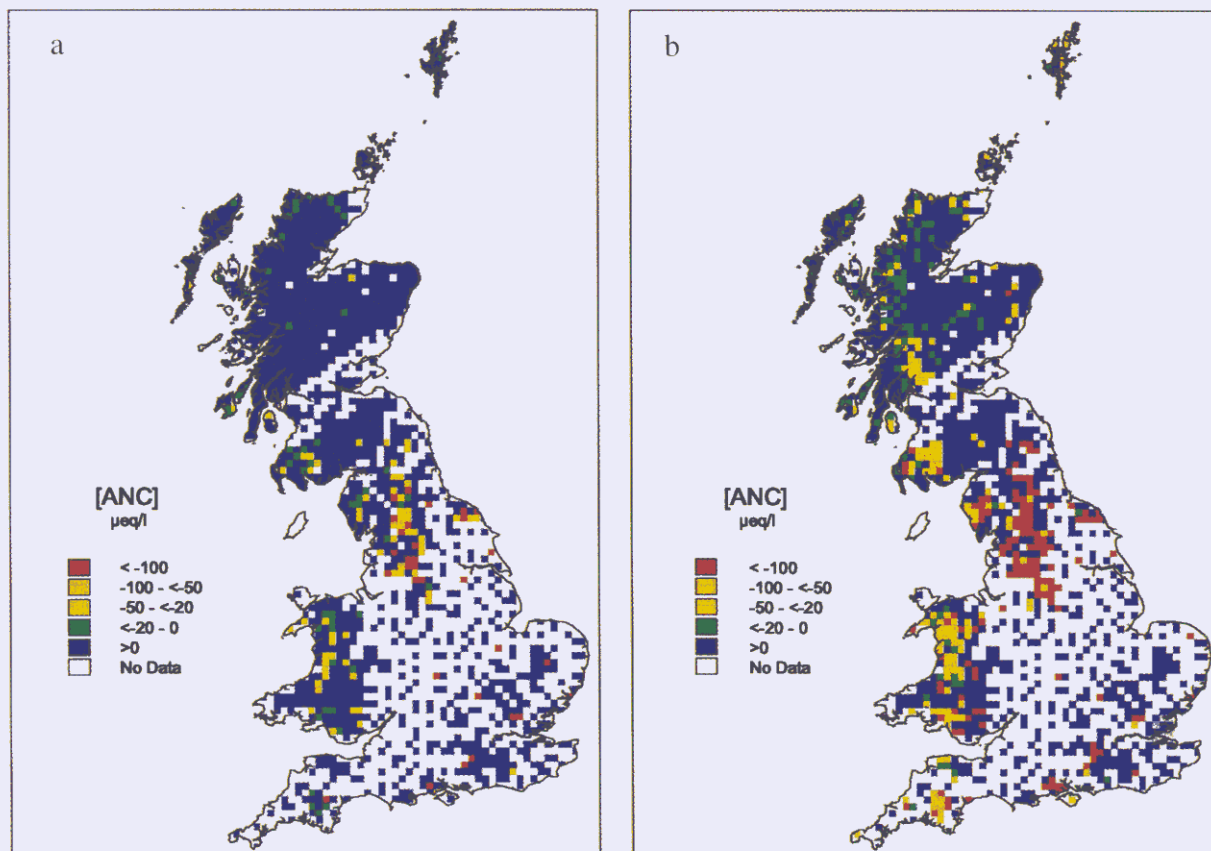 a
[ANC]
µeq/l
< -100
-100 - <-50
-50 - <-20
<-20 - 0
>0
No Data
b
[ANC]
µeq/l
< -100
-100 - <-50
-50 - <-20
<-20 - 0
>0
No Data